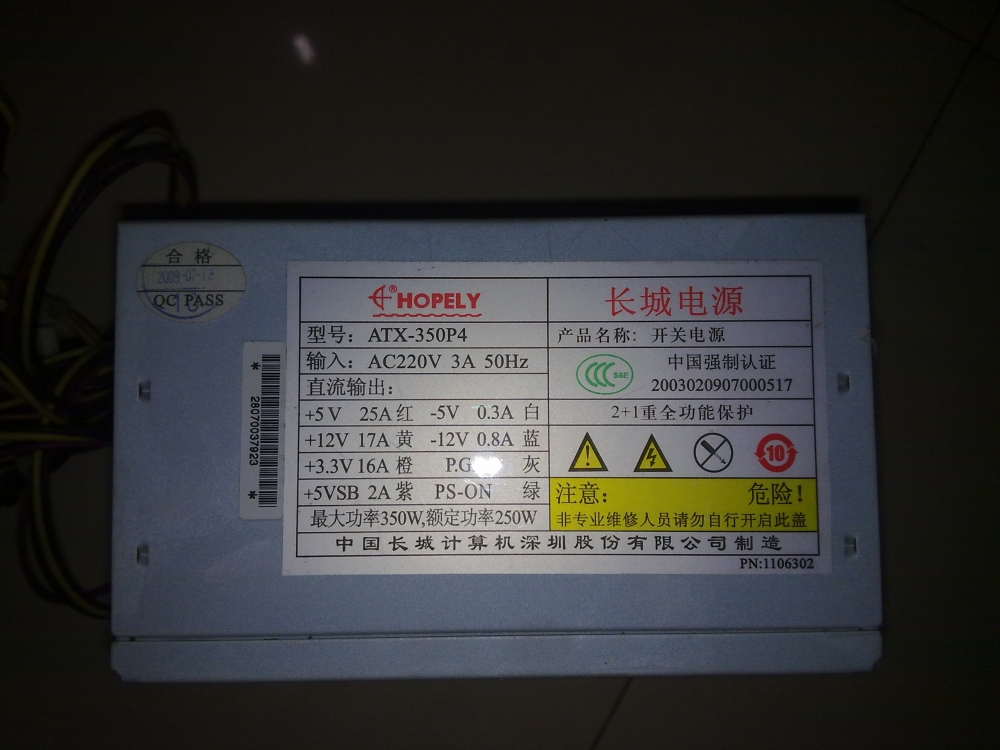 合格
QC PASS
* 28070037923 *
HOPELY®
长城电源
型号: ATX-350P4
产品名称: 开关电源
输入: AC220V 3A 50Hz
中国强制认证
CCC S&E
2003020907000517
直流输出:
+5V 25A 红 -5V 0.3A 白
2+1重全功能保护
+12V 17A 黄 -12V 0.8A 蓝
10
+3.3V 16A 橙 P.G 灰
+5VSB 2A 紫 PS-ON 绿
注意: 危险!
最大功率350W,额定功率250W
非专业维修人员请勿自行开启此盖
中国长城计算机深圳股份有限公司制造
PN:1106302